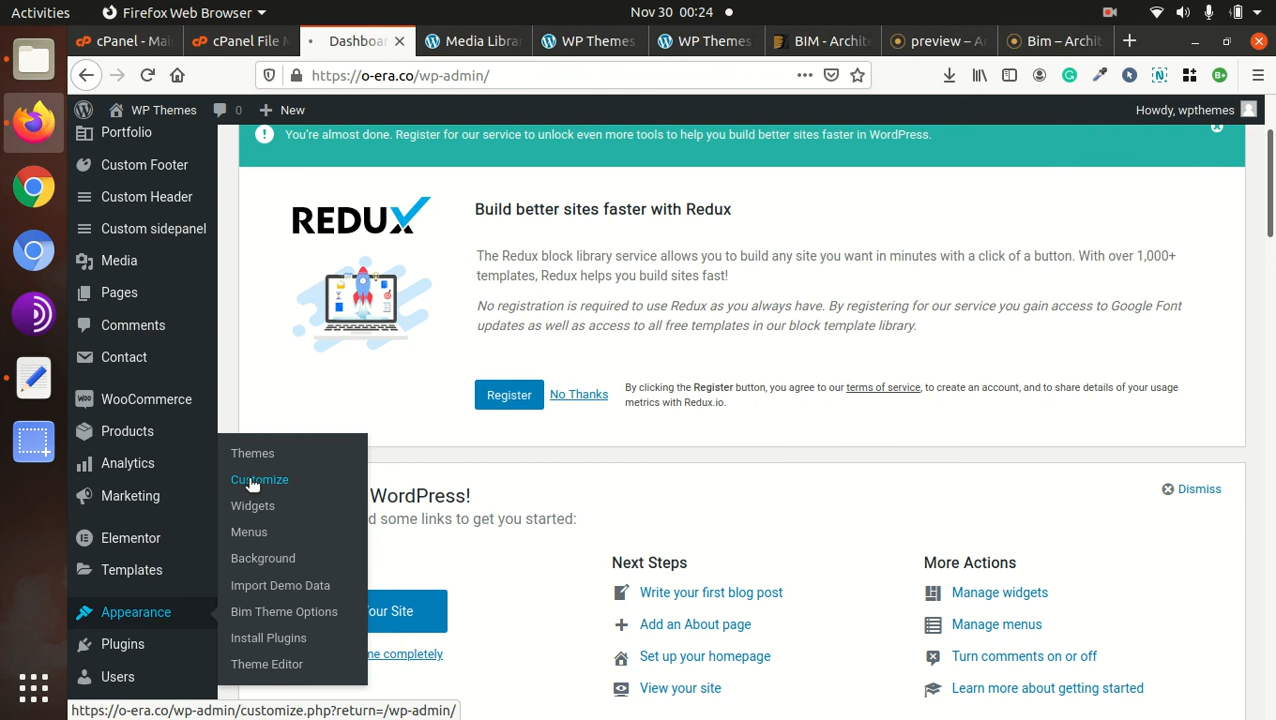 Activities
Firefox Web Browser
Nov 30 00:24
cPanel - Mai
cPanel File M
Dashboar
Media Librar
WP Themes
WP Themes
BIM - Archite
preview – A
Bim – Archit
https://o-era.co/wp-admin/
WP Themes
0
New
Howdy, wpthemes
Portfolio
Custom Footer
Custom Header
Custom sidepanel
Media
Pages
Comments
Contact
WooCommerce
Products
Analytics
Marketing
Elementor
Templates
Appearance
Plugins
Users
Themes
Customize
Widgets
Menus
Background
Import Demo Data
Bim Theme Options
Install Plugins
Theme Editor
You're almost done. Register for our service to unlock even more tools to help you build better sites faster in WordPress.
REDUX
Build better sites faster with Redux
The Redux block library service allows you to build any site you want in minutes with a click of a button. With over 1,000+
templates, Redux helps you build sites fast!
No registration is required to use Redux as you always have. By registering for our service you gain access to Google Font
updates as well as access to all free templates in our block template library.
Register
No Thanks
By clicking the Register button, you agree to our terms of service, to create an account, and to share details of your usage
metrics with Redux.io.
WordPress!
d some links to get you started:
Dismiss
our Site
me completely
Next Steps
Write your first blog post
Add an About page
Set up your homepage
View your site
More Actions
Manage widgets
Manage menus
Turn comments on or off
Learn more about getting started
https://o-era.co/wp-admin/customize.php?return=/wp-admin/